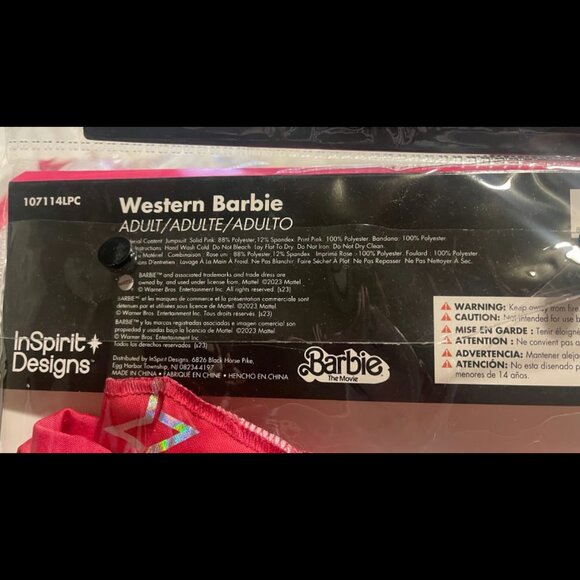 107114LPC
Western Barbie
ADULT/ADULTE/ADULTO
Content: Jumpsuit: Solid Pink: 88% Polyester, 12% Spandex. Print Pink: 100% Polyester. Bandana: 100% Polyester
Instructions: Hand Wash Cold. Do Not Bleach. Lay Flat To Dry. Do Not Iron. Do Not Dry Clean.
Matériel: Combinaison: Rose uni: 88% Polyester, 12% Spandex. Imprimé Rose: 100% Polyester. Foulard: 100% Polyester
d'Entretien: Lavage À La Main À Froid. Ne Pas Blanchir. Faire Sécher À Plat. Ne Pas Repasser. Ne Pas Nettoyer À Sec.
BARBIE™ and associated trademarks and trade dress are
owned by, and used under license from, Mattel. ©2023 Mattel
© Warner Bros. Entertainment Inc. All rights reserved. (s23)
BARBIE™ et les marques de commerce et la présentation commerciale sont
détenues par et utilisées sous licence de Mattel. ©2023 Mattel.
© Warner Bros. Entertainment Inc. Tous droits réservés (s23)
BARBIE™ y las marcas registradas asociadas e imagen comercial son
propiedad y usadas bajo la licencia de Mattel. ©2023 Mattel.
© Warner Bros. Entertainment Inc
Todos los derechos reservados. (s23)
Distributed by InSpirit Designs. 6826 Black Horse Pike,
Egg Harbor Township, NJ 08234-4197
MADE IN CHINA • FABRIQUÉ EN CHINE • HECHO EN CHINA
InSpirit
Designs™
Barbie
The Movie
WARNING: Keep away from fire
CAUTION: Not intended for use b
MISE EN GARDE : Tenir éloign
ATTENTION : Ne convient pas
ADVERTENCIA: Mantener aleja
ATENCIÓN: No esta disenado p
menores de 14 años.